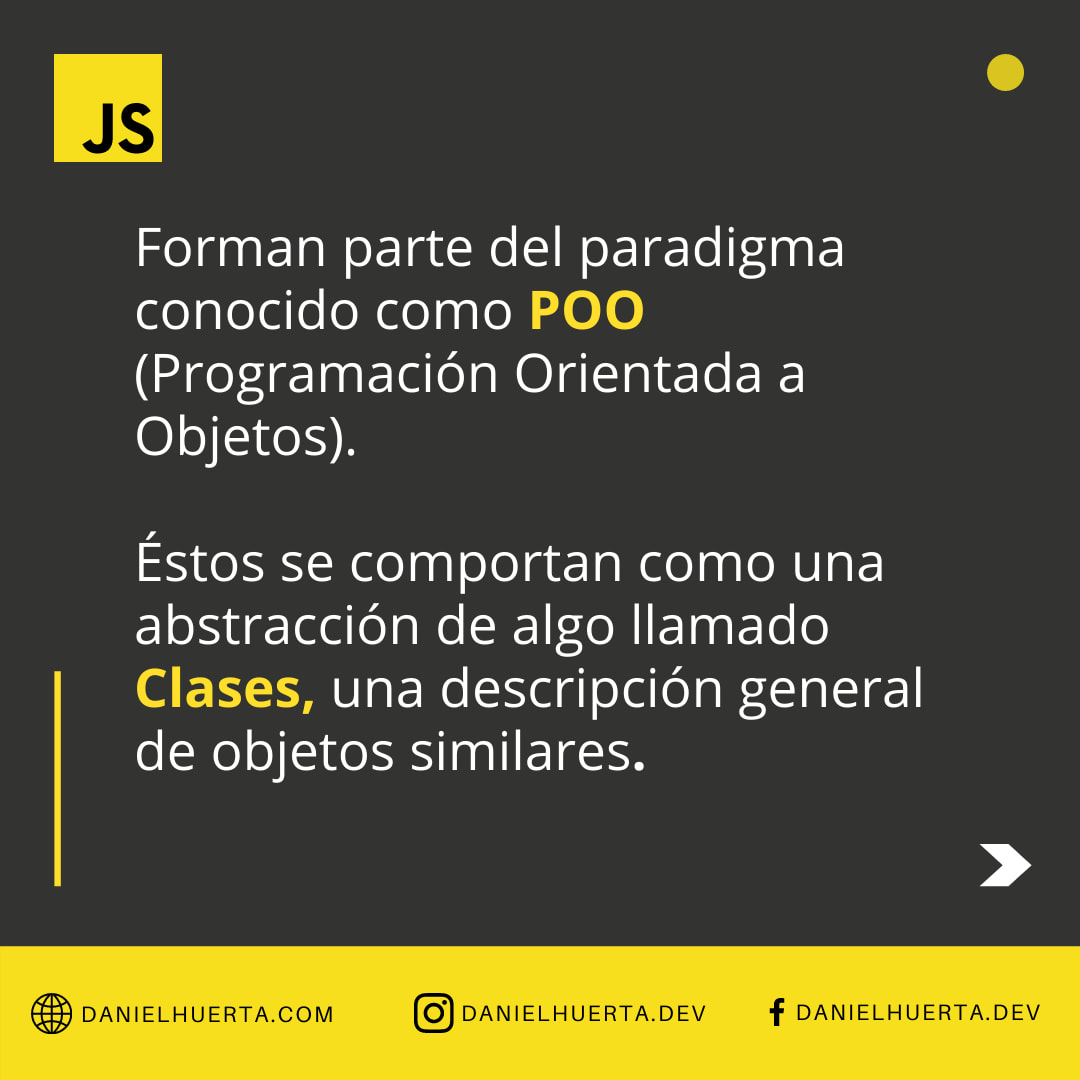 JS
Forman parte del paradigma
conocido como POO
(Programación Orientada a
Objetos).
Éstos se comportan como una
abstracción de algo llamado
Clases, una descripción general
de objetos similares.
DANIELHUERTA.COM
DANIELHUERTA.DEV
DANIELHUERTA.DEV